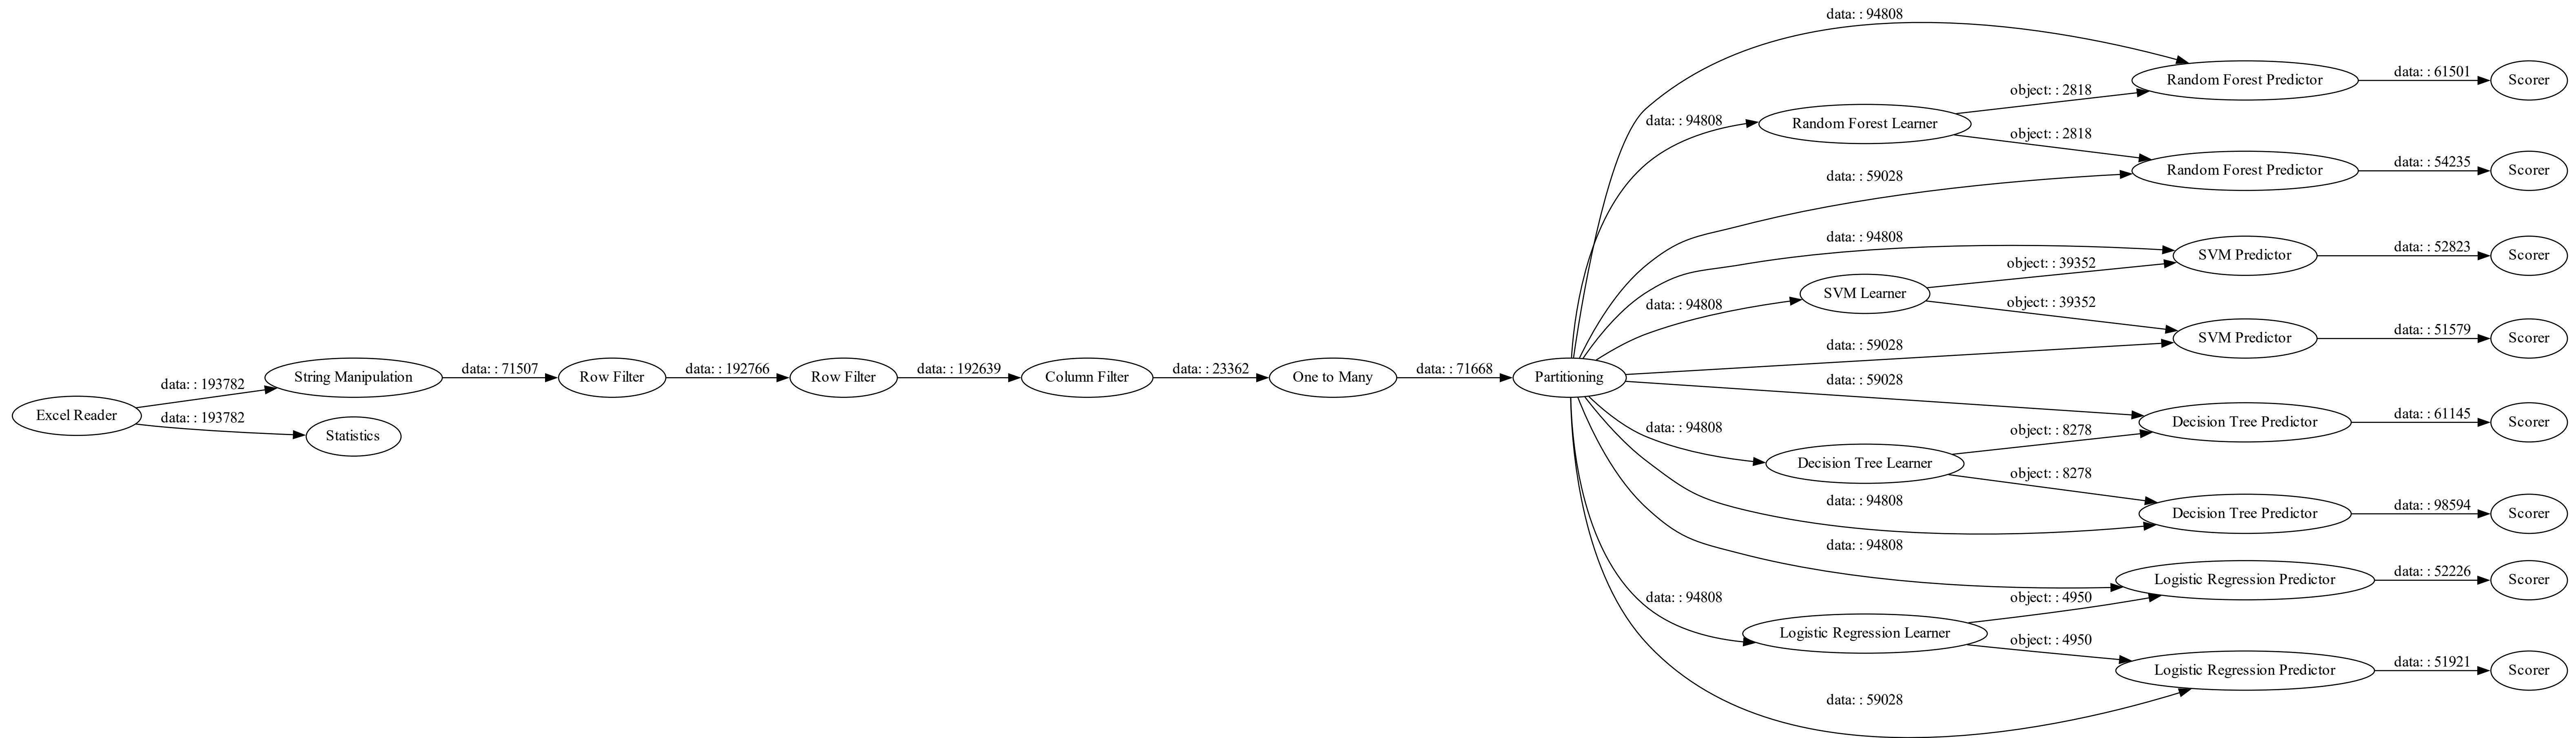 data: : 94808
Random Forest Predictor
data: : 61501
Scorer
object: : 2818
data: : 94808
Random Forest Learner
object: : 2818
Random Forest Predictor
data: : 54235
Scorer
data: : 59028
data: : 94808
SVM Predictor
data: : 52823
Scorer
object: : 39352
data: : 94808
SVM Learner
object: : 39352
SVM Predictor
data: : 51579
Scorer
data: : 59028
Excel Reader
data: : 193782
String Manipulation
data: : 71507
Row Filter
data: : 192766
Row Filter
data: : 192639
Column Filter
data: : 23362
One to Many
data: : 71668
Partitioning
data: : 59028
data: : 193782
Statistics
Decision Tree Predictor
data: : 61145
Scorer
data: : 94808
object: : 8278
Decision Tree Learner
object: : 8278
data: : 94808
Decision Tree Predictor
data: : 98594
Scorer
data: : 94808
Logistic Regression Predictor
data: : 52226
Scorer
data: : 94808
object: : 4950
Logistic Regression Learner
object: : 4950
Logistic Regression Predictor
data: : 51921
Scorer
data: : 59028